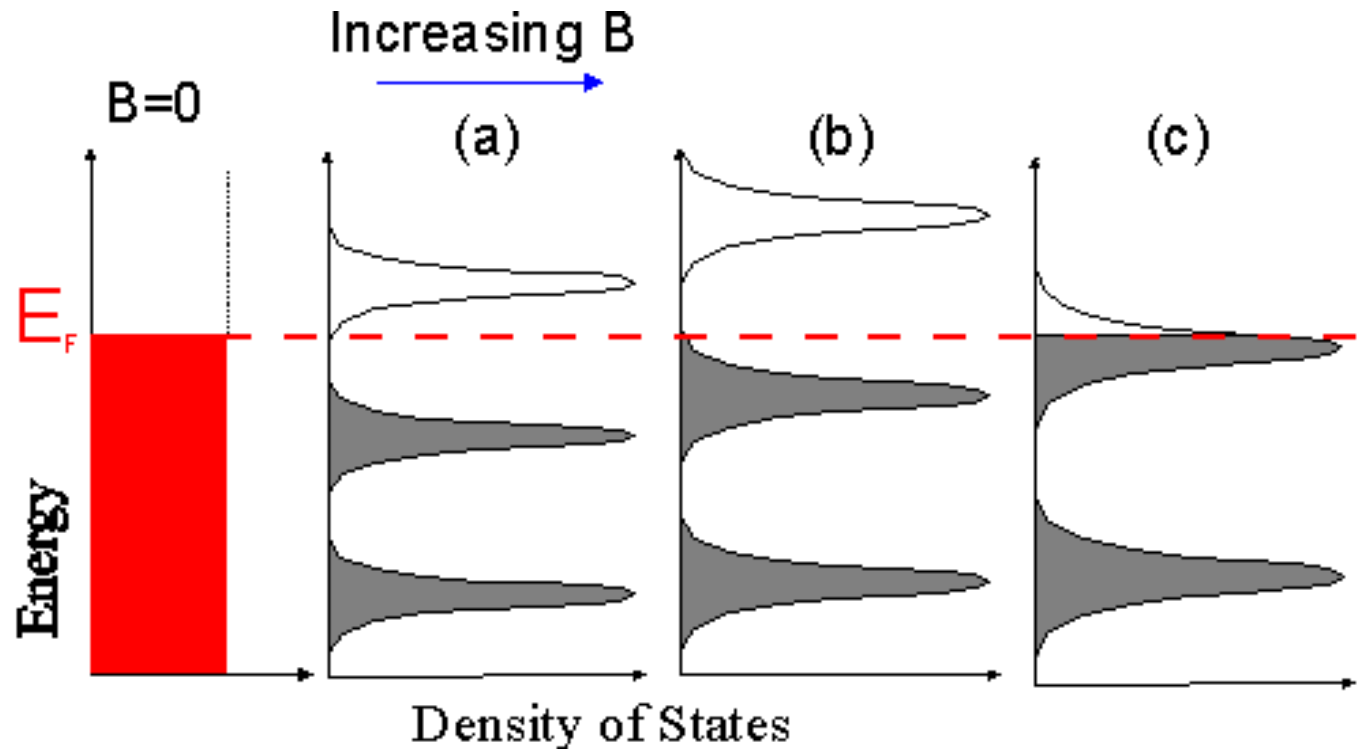 Increasing B
B=0
(a)
(b)
(c)
E_F
Energy
Density of States